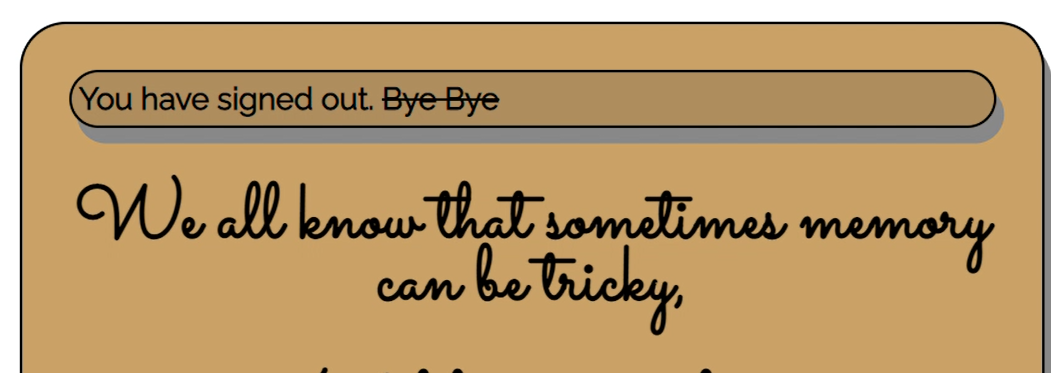 You have signed out. Bye Bye
We all know that sometimes memory
can be tricky,